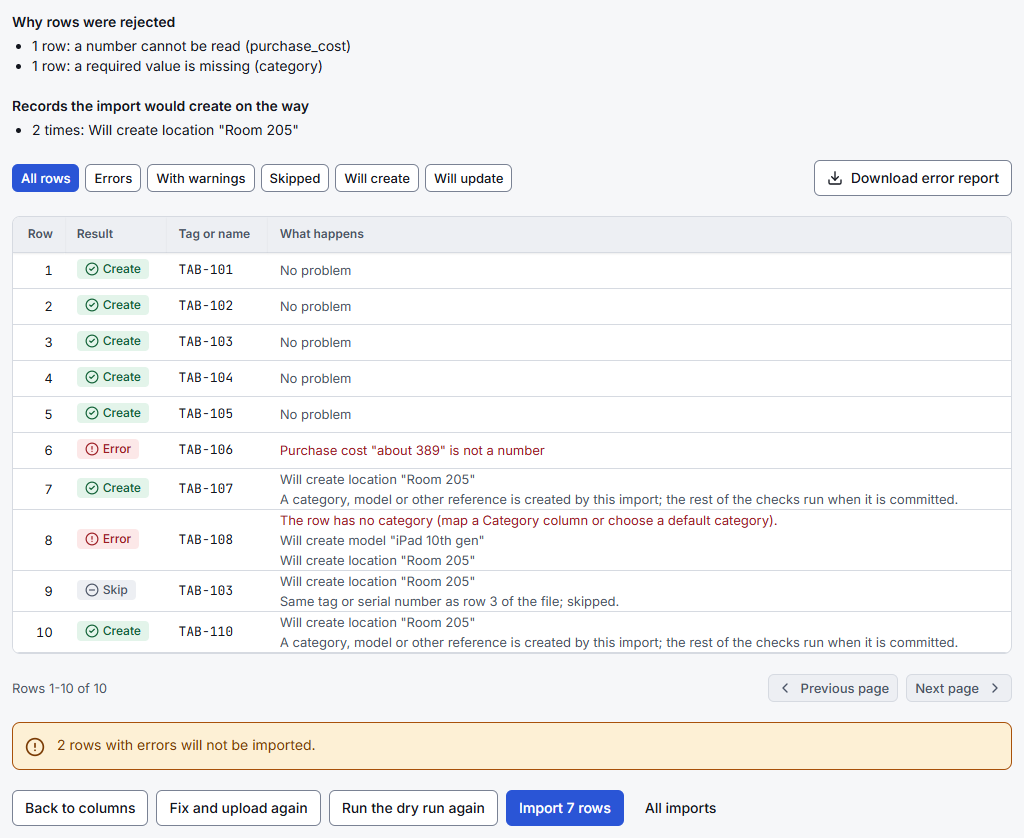 Why rows were rejected
1 row: a number cannot be read (purchase_cost)
1 row: a required value is missing (category)
Records the import would create on the way
2 times: Will create location "Room 205"
All rows Errors With warnings Skipped Will create Will update Download error report
Row Result Tag or name What happens
1 Create TAB-101 No problem
2 Create TAB-102 No problem
3 Create TAB-103 No problem
4 Create TAB-104 No problem
5 Create TAB-105 No problem
6 Error TAB-106 Purchase cost "about 389" is not a number
7 Create TAB-107 Will create location "Room 205"
A category, model or other reference is created by this import; the rest of the checks run when it is committed.
8 Error TAB-108 The row has no category (map a Category column or choose a default category).
Will create model "iPad 10th gen"
Will create location "Room 205"
9 Skip TAB-103 Will create location "Room 205"
Same tag or serial number as row 3 of the file; skipped.
10 Create TAB-110 Will create location "Room 205"
A category, model or other reference is created by this import; the rest of the checks run when it is committed.
Rows 1-10 of 10 Previous page Next page
2 rows with errors will not be imported.
Back to columns Fix and upload again Run the dry run again Import 7 rows All imports